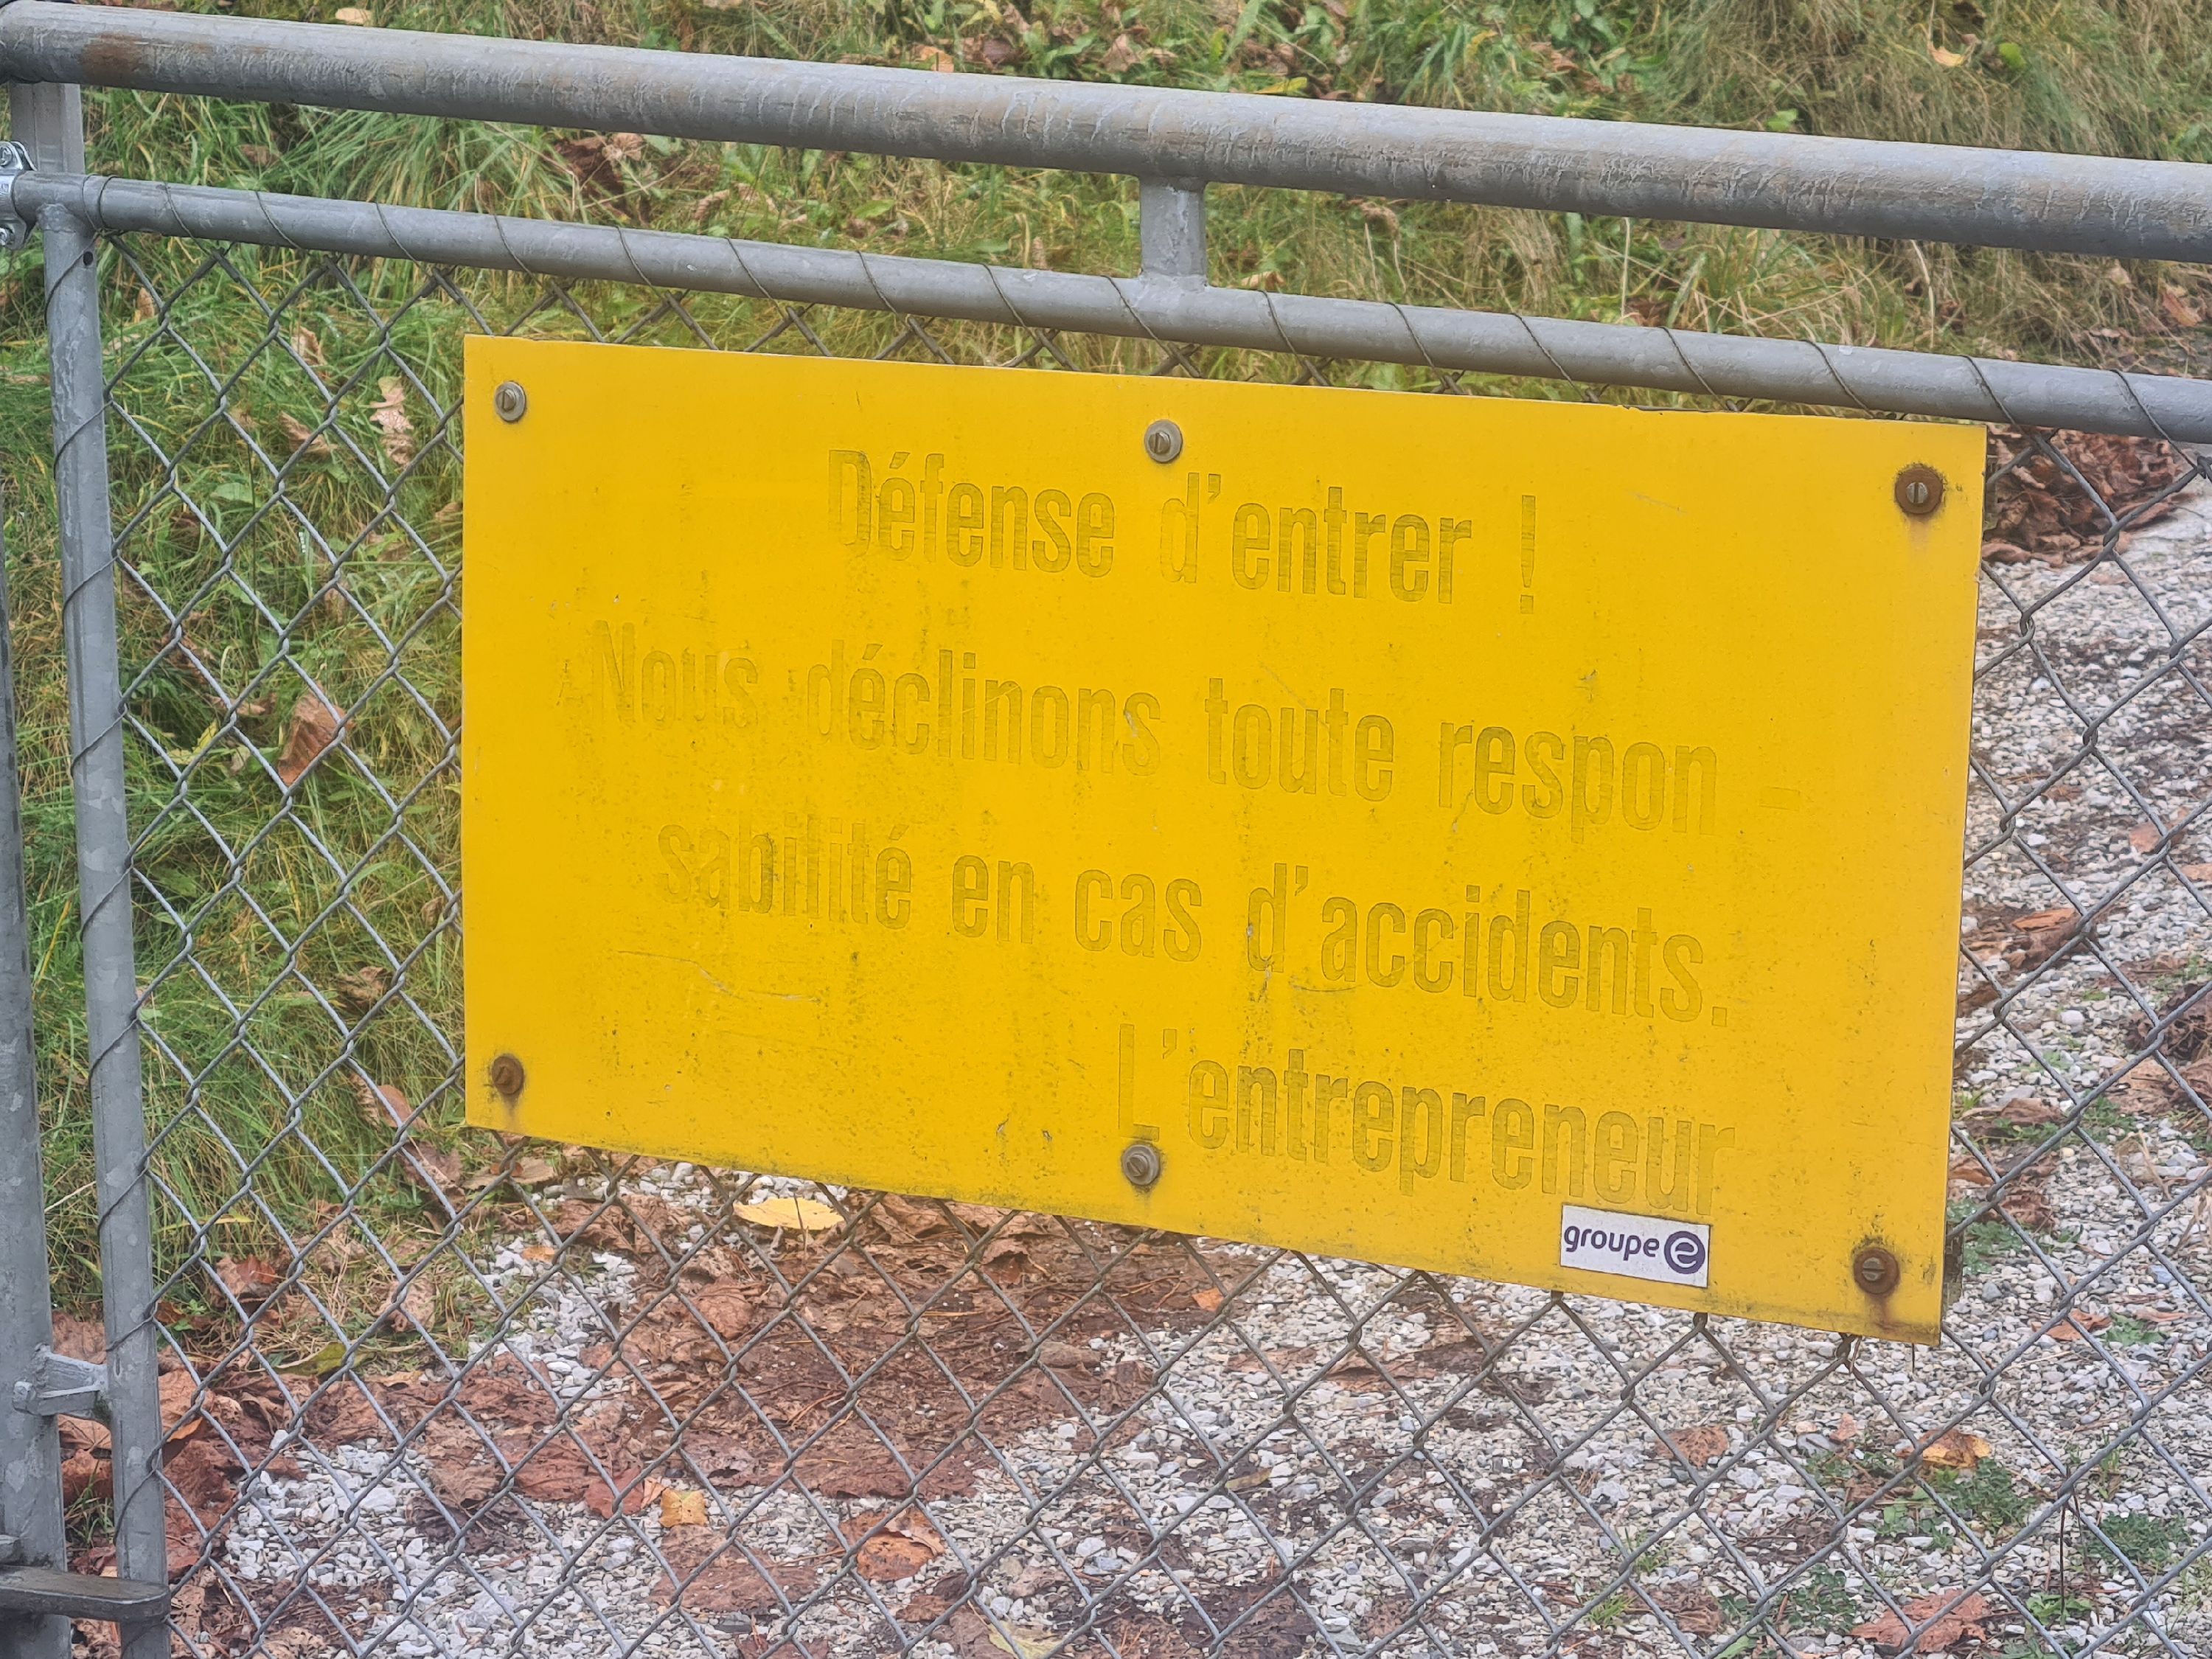 Défense d'entrer !
Nous déclinons toute respon -
sabilité en cas d'accidents.
L'entrepreneur
groupe e